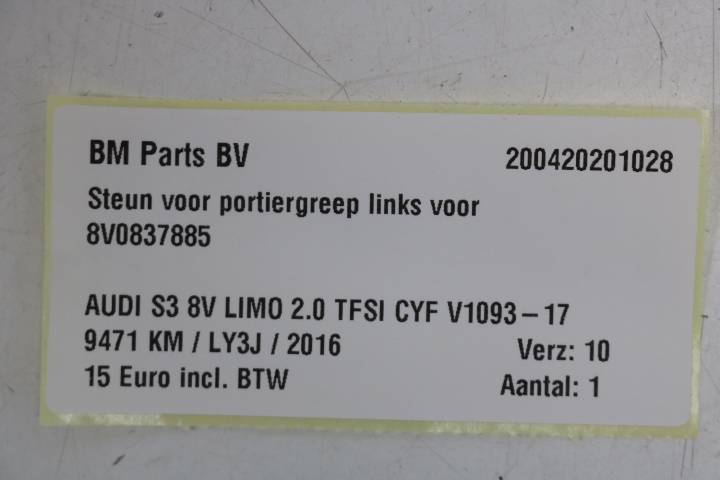 BM Parts BV 200420201028
Steun voor portiergreep links voor
8V0837885
AUDI S3 8V LIMO 2.0 TFSI CYF V1093-17
9471 KM / LY3J / 2016 Verz: 10
15 Euro incl. BTW Aantal: 1